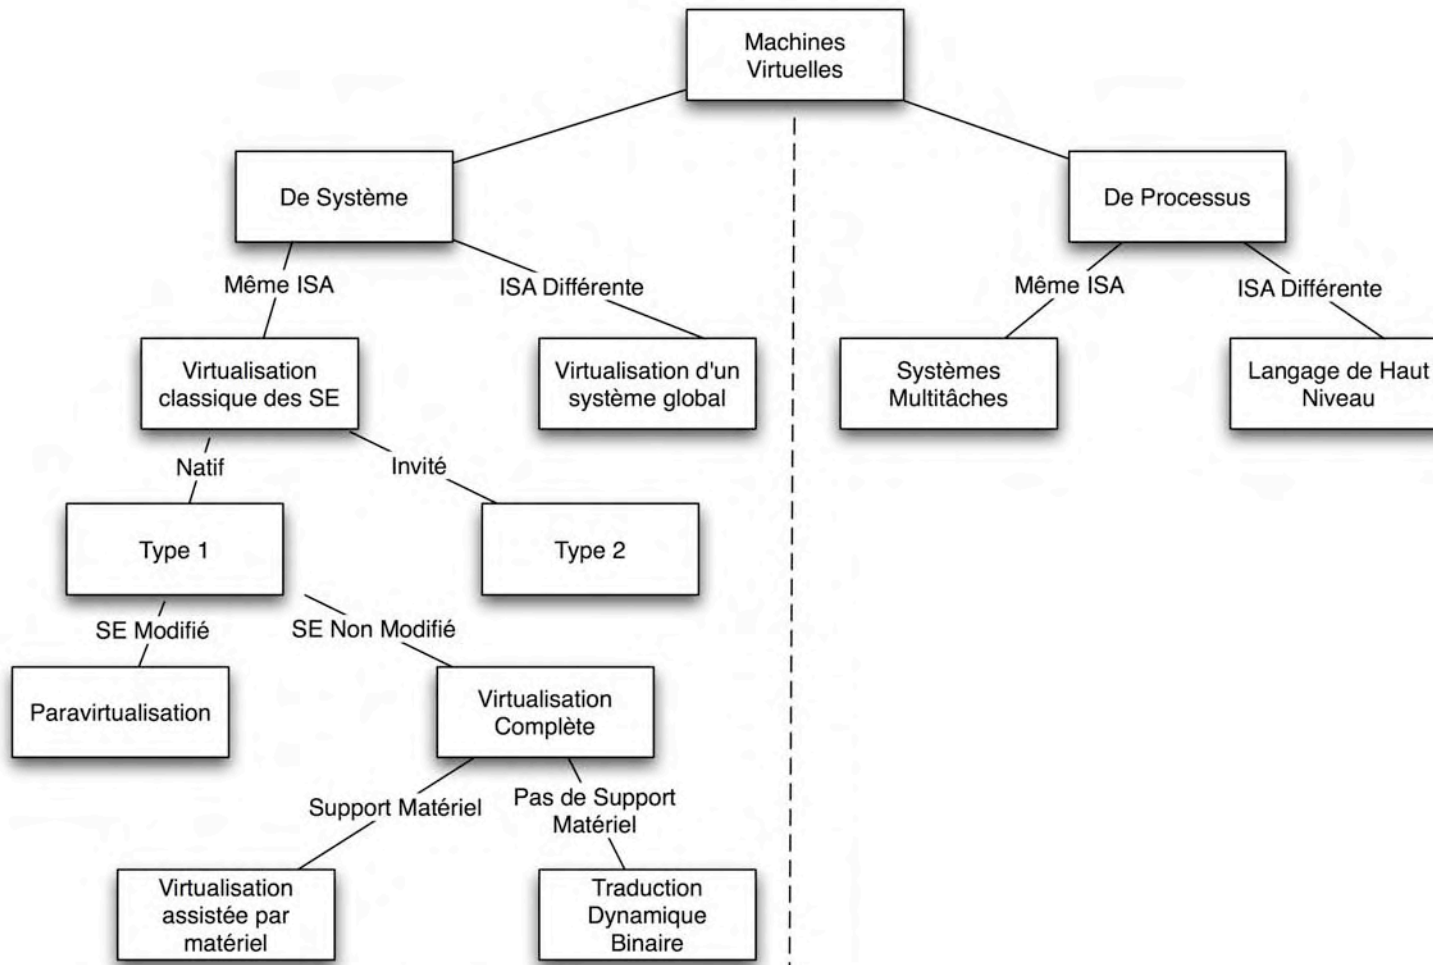 Machines
Virtuelles
De Système
De Processus
Même ISA
ISA Différente
Même ISA
ISA Différente
Virtualisation
classique des SE
Virtualisation d'un
système global
Systèmes
Multitâches
Langage de Haut
Niveau
Natif
Invité
Type 1
Type 2
SE Modifié
SE Non Modifié
Paravirtualisation
Virtualisation
Complète
Support Matériel
Pas de Support
Matériel
Virtualisation
assistée par
matériel
Traduction
Dynamique
Binaire